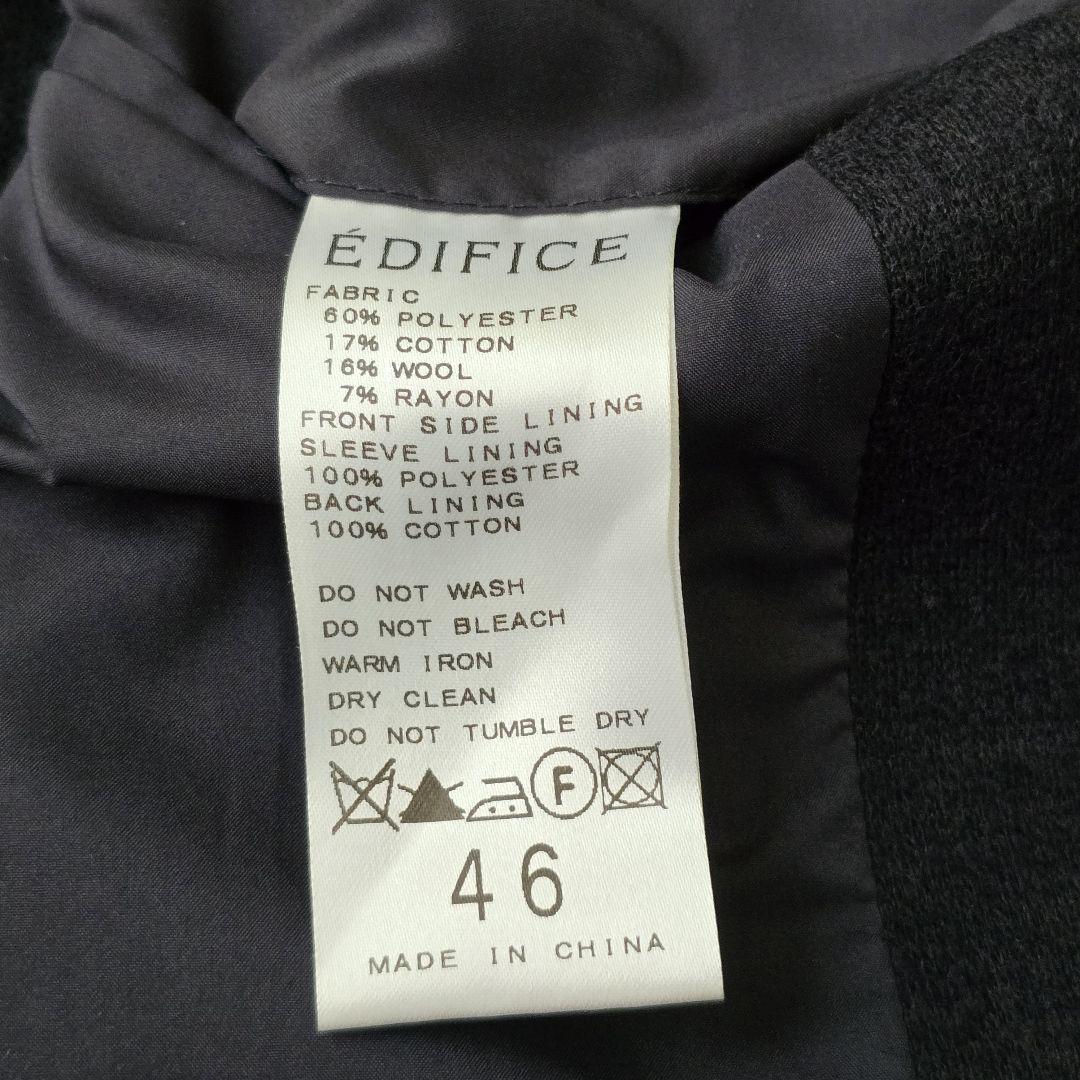 ÉDIFICE
FABRIC
60% POLYESTER
17% COTTON
16% WOOL
7% RAYON
FRONT SIDE LINING
SLEEVE LINING
100% POLYESTER
BACK LINING
100% COTTON
DO NOT WASH
DO NOT BLEACH
WARM IRON
DRY CLEAN
DO NOT TUMBLE DRY
F
46
MADE IN CHINA